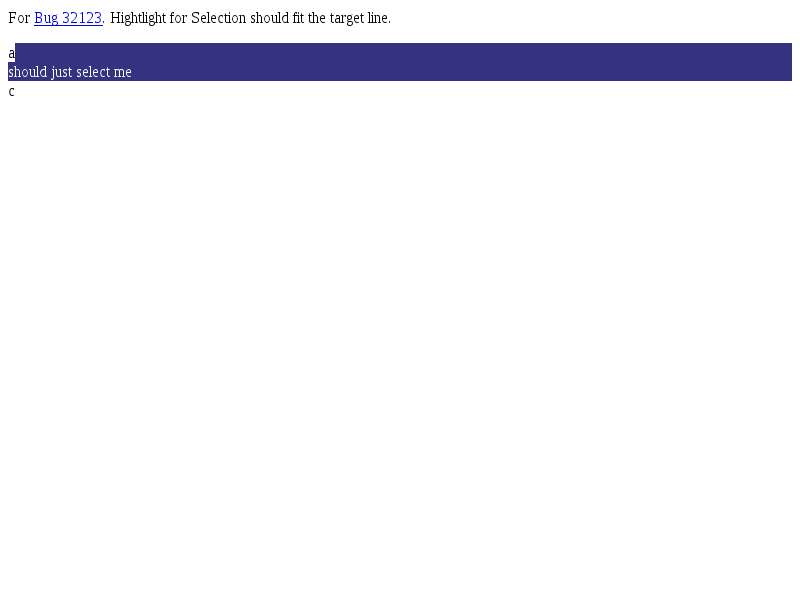 For Bug 32123. Hightlight for Selection should fit the target line.
a
should just select me
c